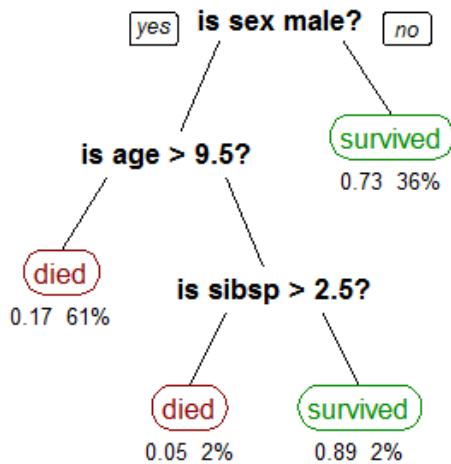 yes is sex male? no
survived
is age > 9.5?
0.73 36%
died
is sibsp > 2.5?
0.17 61%
died survived
0.05 2% 0.89 2%